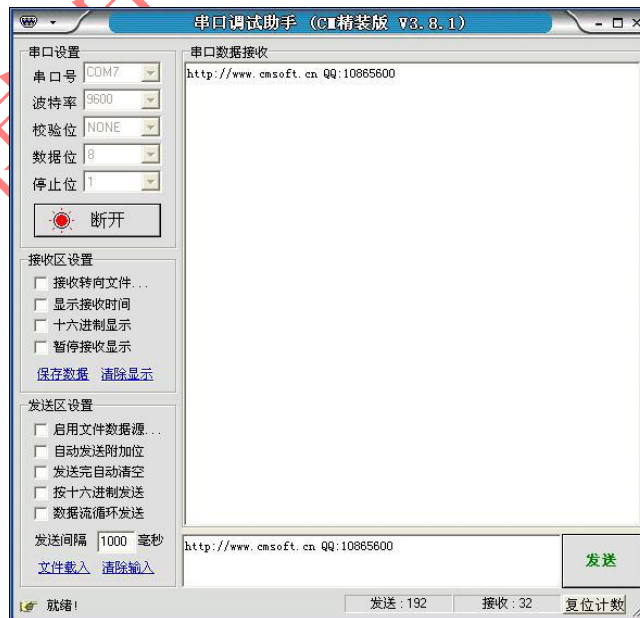 串口调试助手 (CM精装版 V3.8.1)
串口设置
串口号 COM7
波特率 9600
校验位 NONE
数据位 8
停止位 1
断开
接收区设置
接收转向文件...
显示接收时间
十六进制显示
暂停接收显示
保存数据 清除显示
发送区设置
启用文件数据源...
自动发送附加位
发送完自动清空
按十六进制发送
数据流循环发送
发送间隔 1000 毫秒
文件载入 清除输入
串口数据接收
http://www.cmsoft.cn QQ:10865600
http://www.cmsoft.cn QQ:10865600
发送
就绪!
发送:192
接收:32
复位计数